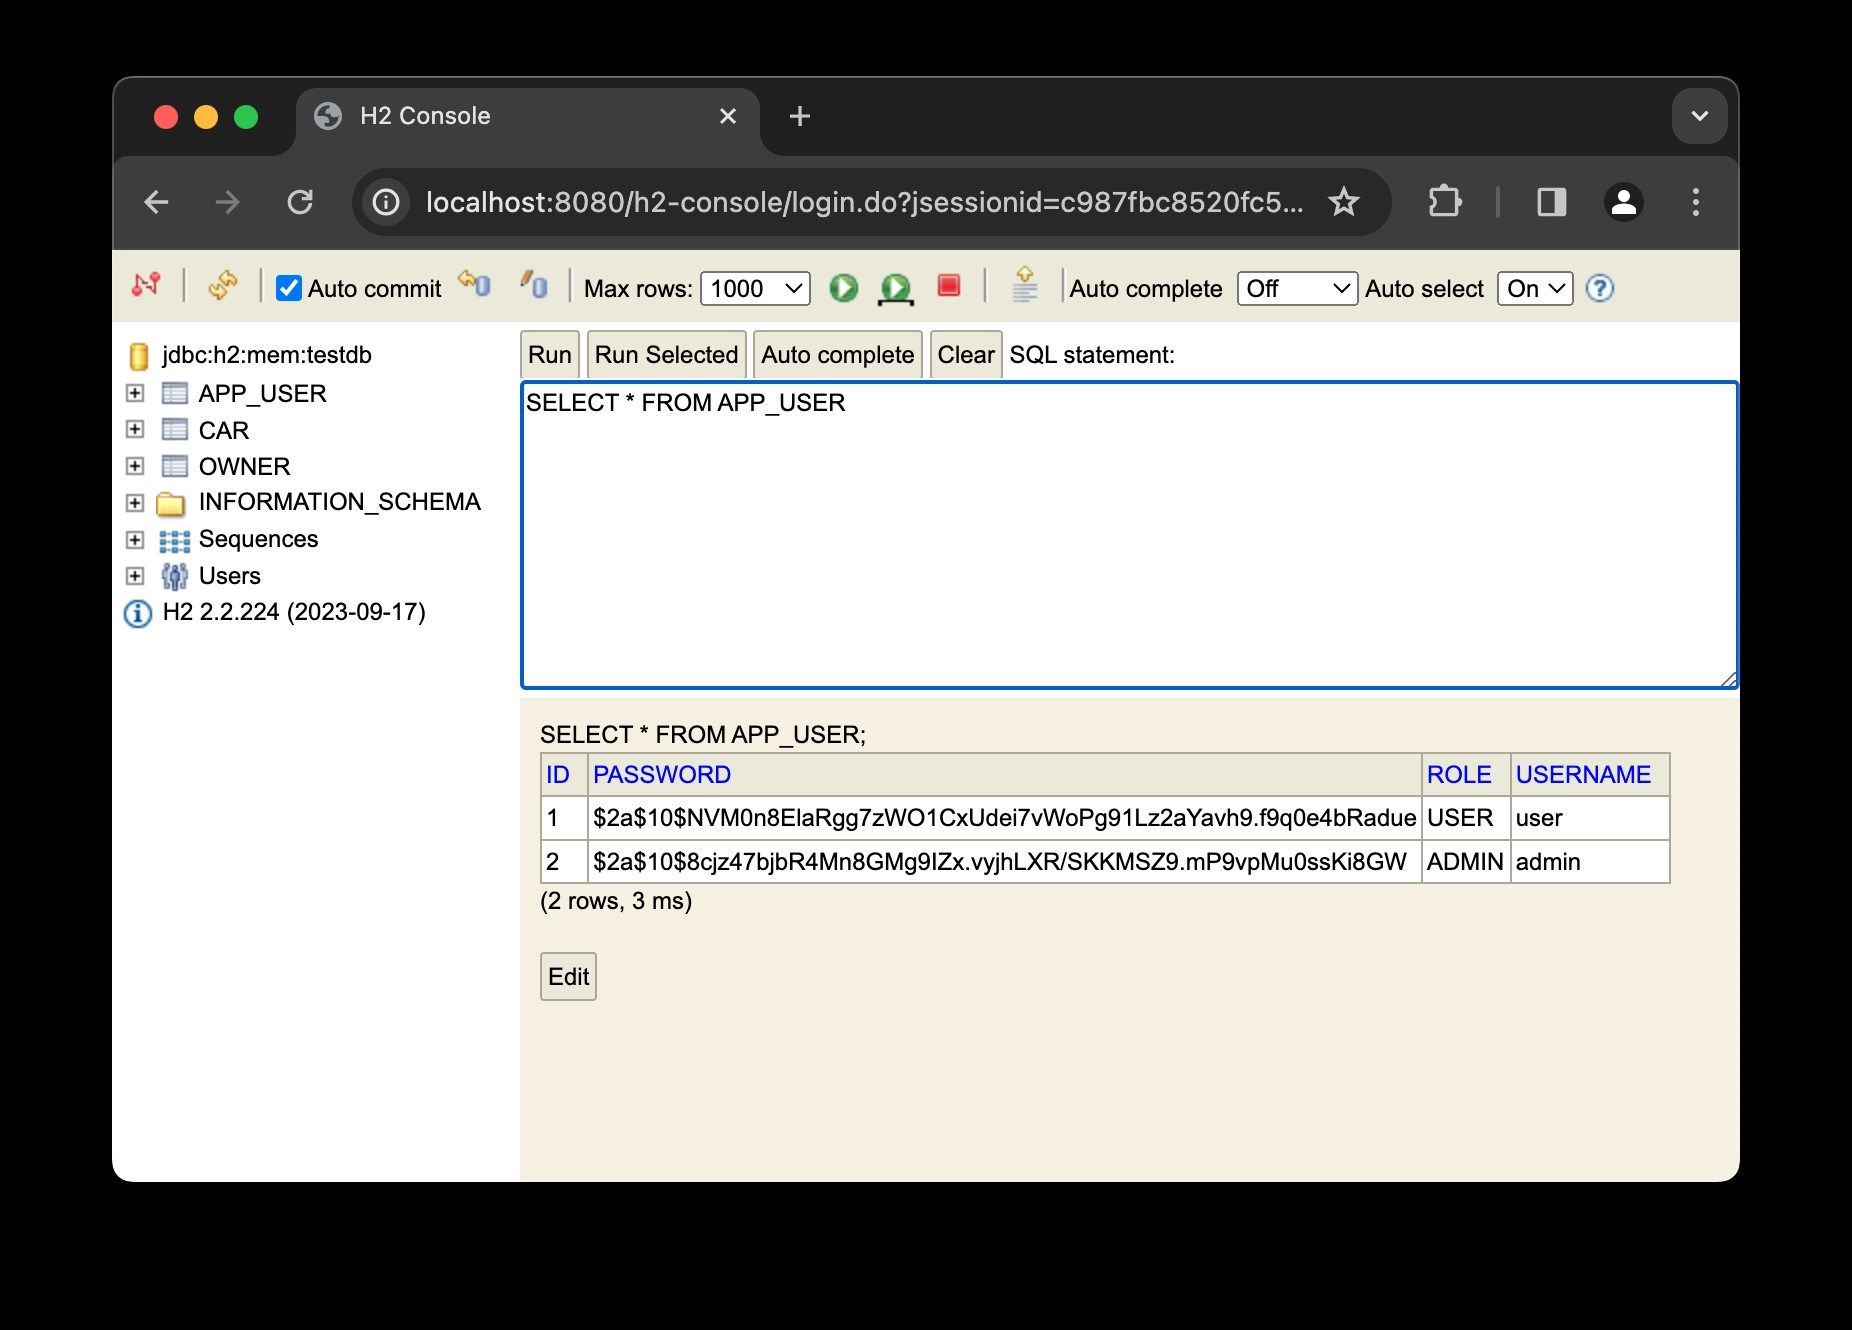 H2 Console
localhost:8080/h2-console/login.do?jsessionid=c987fbc8520fc5...
Auto commit Max rows: 1000 Auto complete Off Auto select On
jdbc:h2:mem:testdb
APP_USER
CAR
OWNER
INFORMATION_SCHEMA
Sequences
Users
H2 2.2.224 (2023-09-17)
Run Run Selected Auto complete Clear SQL statement:
SELECT * FROM APP_USER
SELECT * FROM APP_USER;
ID PASSWORD ROLE USERNAME
1 $2a$10$NVM0n8ElaRgg7zWO1CxUdei7vWoPg91Lz2aYavh9.f9q0e4bRadue USER user
2 $2a$10$8cjz47bjbR4Mn8GMg9IZx.vyjhLXR/SKKMSZ9.mP9vpMu0ssKi8GW ADMIN admin
(2 rows, 3 ms)
Edit